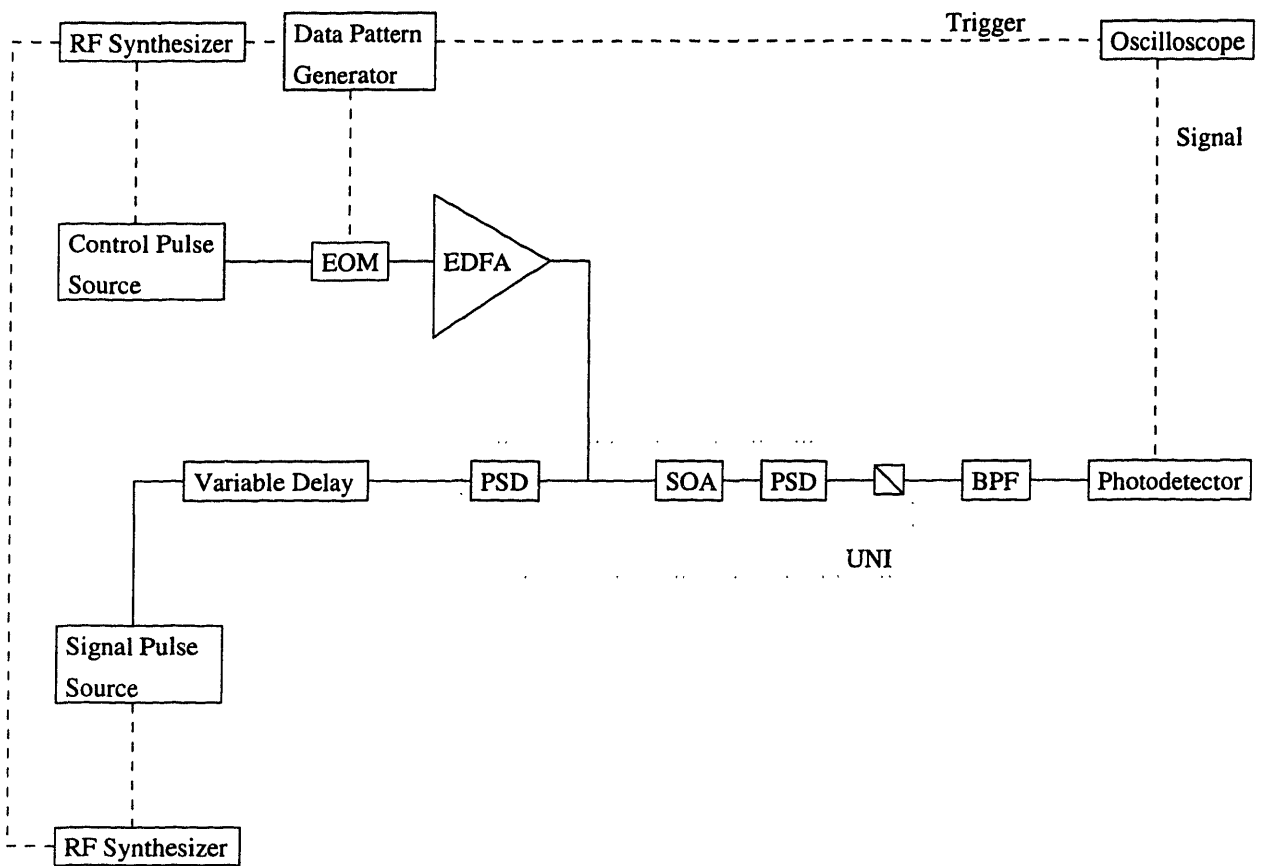 RF Synthesizer
Data Pattern
Generator
Trigger
Oscilloscope
Signal
Control Pulse
Source
EOM
EDFA
Variable Delay
PSD
SOA
PSD
BPF
Photodetector
UNI
Signal Pulse
Source
RF Synthesizer